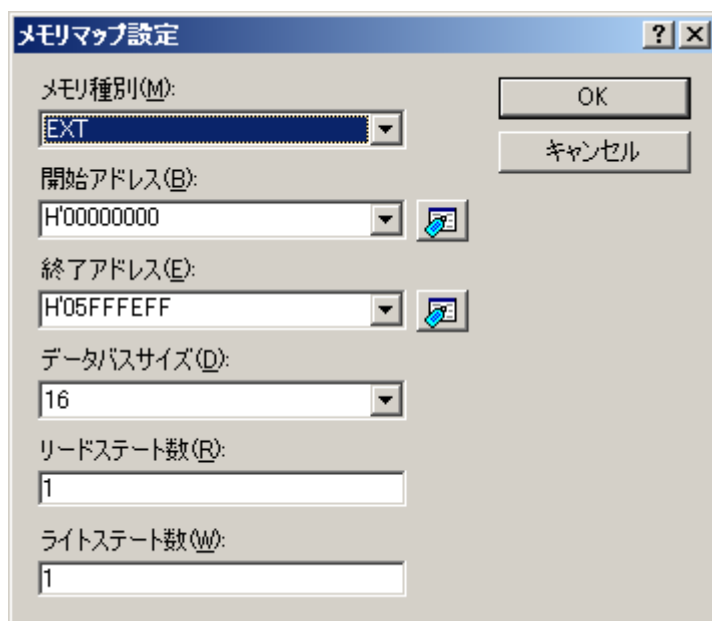 メモリマップ設定
メモリ種別(M):
EXT
OK
キャンセル
開始アドレス(B):
H'00000000
終了アドレス(E):
H'05FFFEFF
データバスサイズ(D):
16
リードステート数(R):
1
ライトステート数(W):
1